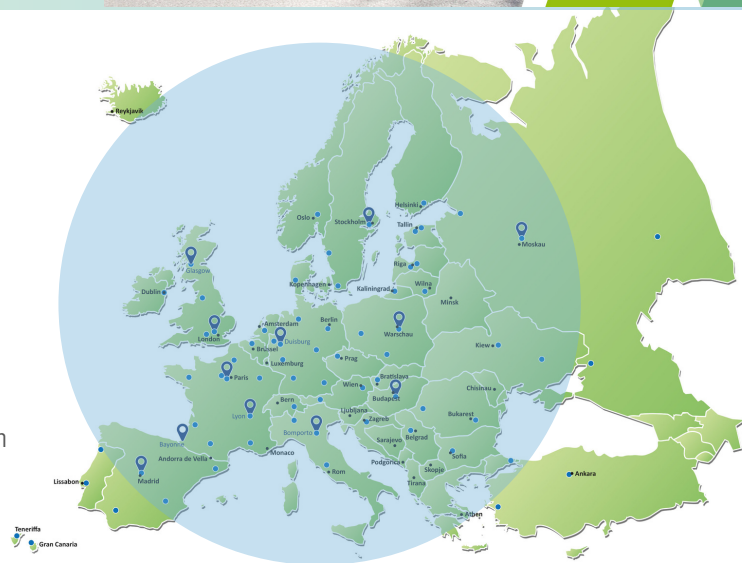 Reykjavik
Helsinki
Oslo
Stockholm
Tallin
Moskau
Glasgow
Riga
Dublin
Kopenhagen
Kaliningrad
Wilna
Minsk
London
Amsterdam
Berlin
Warschau
Duisburg
Brüssel
Kiew
Luxemburg
Prag
Paris
Wien
Bratislava
Budapest
Chisinau
Bern
Lyon
Ljubljana
Zagreb
Bukarest
Bomporto
Bayonne
Sarajevo
Belgrad
Monaco
Andorra de Vella
Podgorica
Sofia
Skopje
Rom
Madrid
Lissabon
Tirana
Ankara
Athen
Teneriffa
Gran Canaria